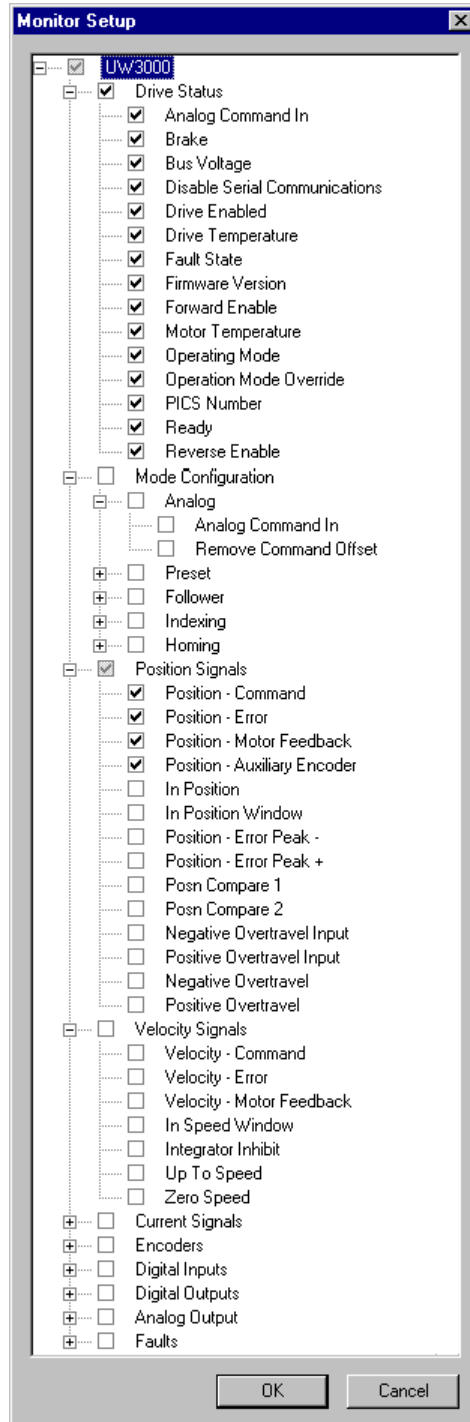 Monitor Setup
UW3000
Drive Status
Analog Command In
Brake
Bus Voltage
Disable Serial Communications
Drive Enabled
Drive Temperature
Fault State
Firmware Version
Forward Enable
Motor Temperature
Operating Mode
Operation Mode Override
PICS Number
Ready
Reverse Enable
Mode Configuration
Analog
Analog Command In
Remove Command Offset
Preset
Follower
Indexing
Homing
Position Signals
Position - Command
Position - Error
Position - Motor Feedback
Position - Auxiliary Encoder
In Position
In Position Window
Position - Error Peak -
Position - Error Peak +
Posn Compare 1
Posn Compare 2
Negative Overtravel Input
Positive Overtravel Input
Negative Overtravel
Positive Overtravel
Velocity Signals
Velocity - Command
Velocity - Error
Velocity - Motor Feedback
In Speed Window
Integrator Inhibit
Up To Speed
Zero Speed
Current Signals
Encoders
Digital Inputs
Digital Outputs
Analog Output
Faults
OK Cancel